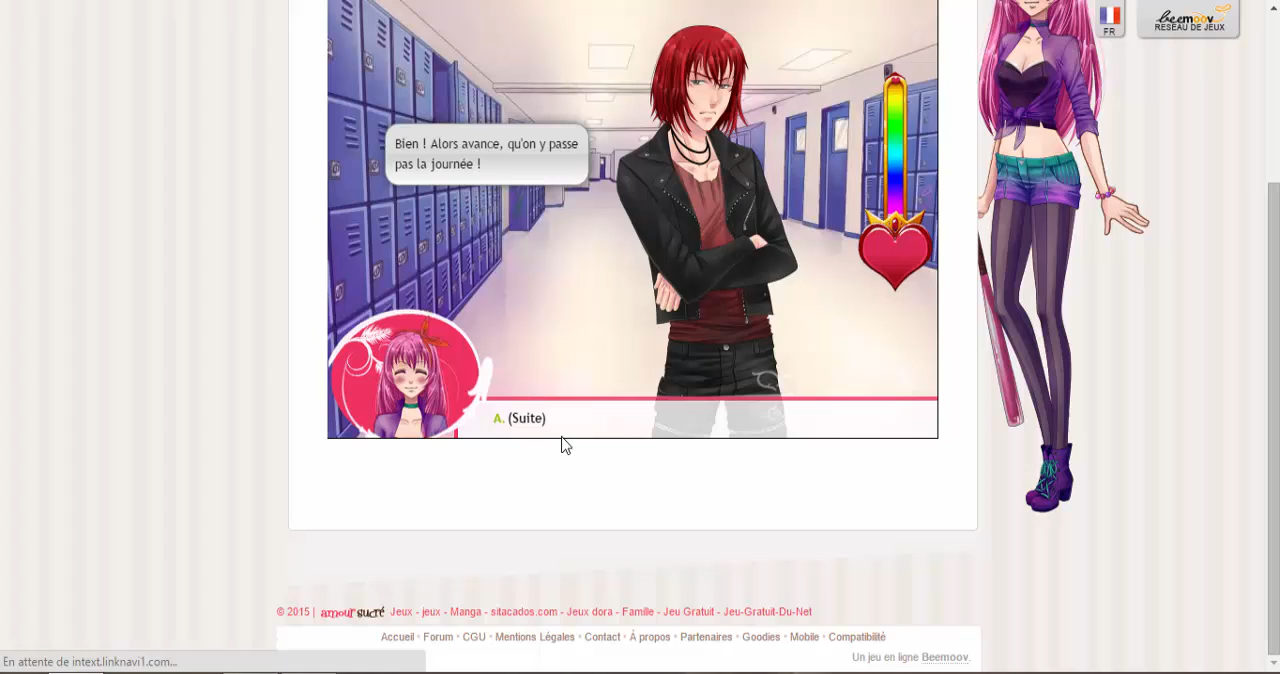 FR
beemoov
RESEAU DE JEUX
Bien ! Alors avance, qu'on y passe
pas la journée !
A. (Suite)
© 2015 | amour sucré Jeux - jeux - Manga - sitacados.com - Jeux dora - Famille - Jeu Gratuit - Jeu-Gratuit-Du-Net
Accueil • Forum • CGU • Mentions Légales • Contact • Á propos • Partenaires • Goodies • Mobile • Compatibilité
Un jeu en ligne Beemoov.
En attente de intext.linknavi1.com...